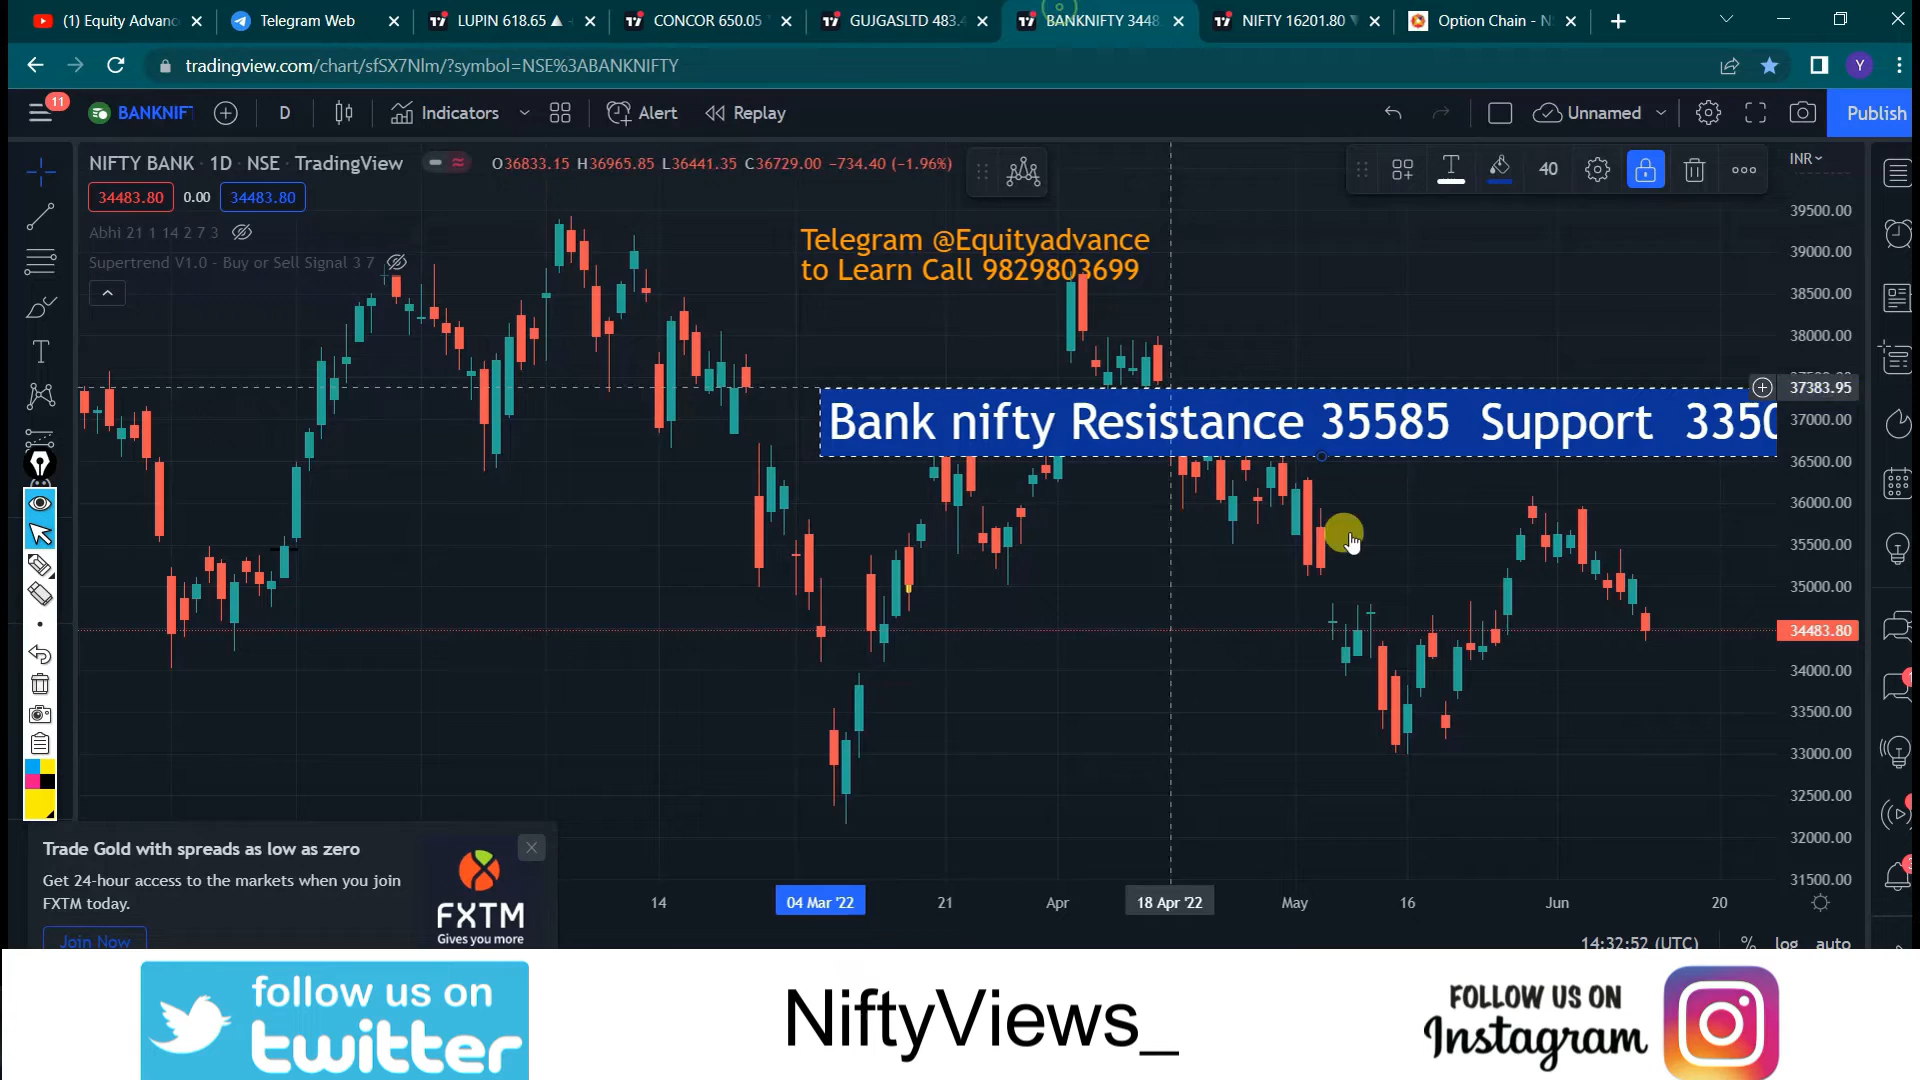 (1) Equity Advanc
Telegram Web
LUPIN 618.65 ▲
CONCOR 650.05
GUJGASLTD 483.4
BANKNIFTY 3448
NIFTY 16201.80 ▼
Option Chain - N
tradingview.com/chart/sfSX7Nlm/?symbol=NSE%3ABANKNIFTY
Y
11
BANKNIFT
D
Indicators
Alert
Replay
Unnamed
Publish
NIFTY BANK · 1D · NSE · TradingView
O36833.15 H36965.85 L36441.35 C36729.00 -734.40 (-1.96%)
T
40
INR
34483.80
0.00
34483.80
Abhi 21 1 14 2 7 3
Supertrend V1.0 - Buy or Sell Signal 3 7
Telegram @Equityadvance
to Learn Call 9829803699
Bank nifty Resistance 35585 Support 3350
39500.00
39000.00
38500.00
38000.00
37383.95
37000.00
36500.00
36000.00
35500.00
35000.00
34483.80
34000.00
33500.00
33000.00
32500.00
32000.00
31500.00
Trade Gold with spreads as low as zero
Get 24-hour access to the markets when you join
FXTM today.
Join Now
FXTM
Gives you more
14
04 Mar '22
21
Apr
18 Apr '22
May
16
Jun
20
14:32:52 (UTC)
%
log
auto
follow us on
twitter
NiftyViews_
FOLLOW US ON
Instagram